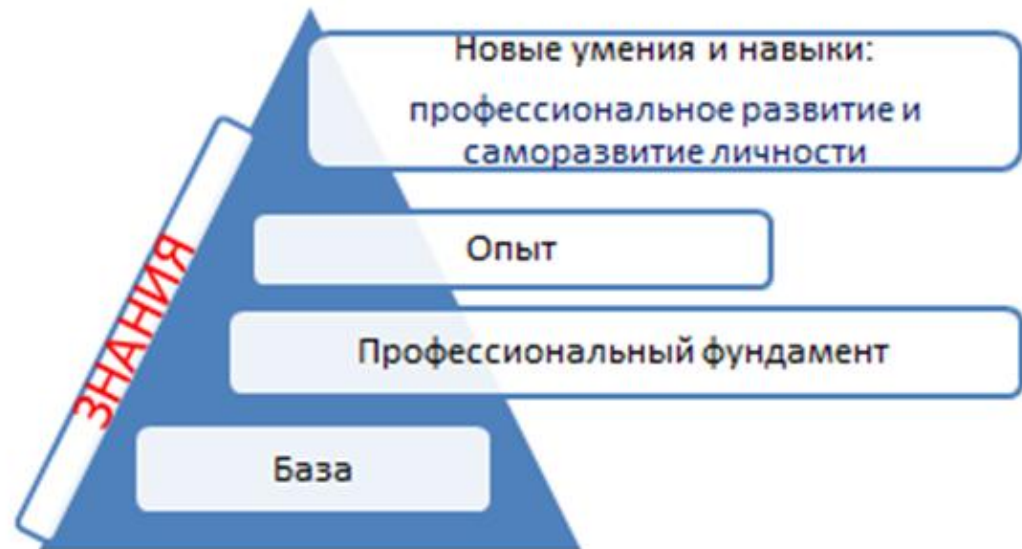 Новые умения и навыки:
профессиональное развитие и
саморазвитие личности
ЗНАНИЯ
Опыт
Профессиональный фундамент
База